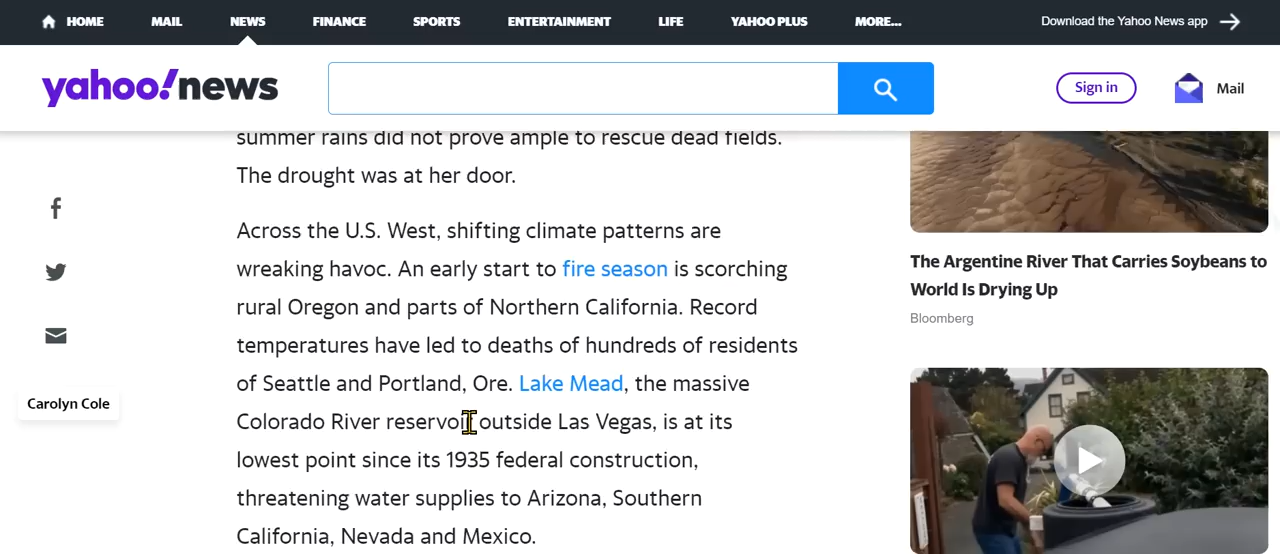 HOME MAIL NEWS FINANCE SPORTS ENTERTAINMENT LIFE YAHOO PLUS MORE... Download the Yahoo News app
yahoo!news
Sign in
Mail
summer rains did not prove ample to rescue dead fields.
The drought was at her door.
Across the U.S. West, shifting climate patterns are
wreaking havoc. An early start to fire season is scorching
rural Oregon and parts of Northern California. Record
temperatures have led to deaths of hundreds of residents
of Seattle and Portland, Ore. Lake Mead, the massive
Colorado River reservoir outside Las Vegas, is at its
lowest point since its 1935 federal construction,
threatening water supplies to Arizona, Southern
California, Nevada and Mexico.
Carolyn Cole
The Argentine River That Carries Soybeans to
World Is Drying Up
Bloomberg